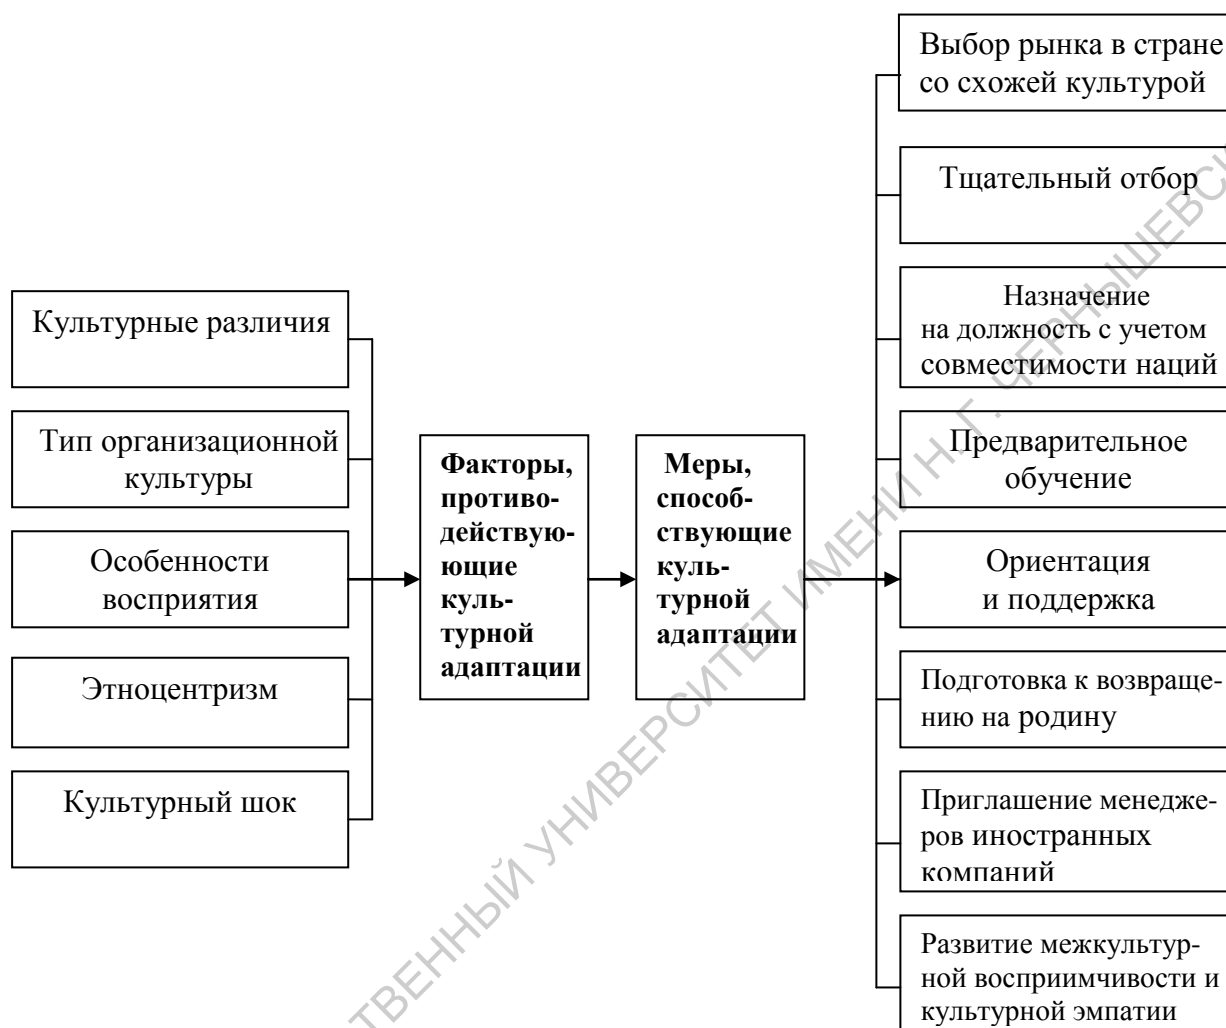 Культурные различия
Тип организационной
культуры
Особенности
восприятия
Этноцентризм
Культурный шок
Факторы,
противо-
действую-
ющие
куль-
турной
адаптации
Меры,
способ-
ствующие
куль-
турной
адаптации
Выбор рынка в стране
со схожей культурой
Тщательный отбор
Назначение
на должность с учетом
совместимости наций
Предварительное
обучение
Ориентация
и поддержка
Подготовка к возвраще-
нию на родину
Приглашение менедже-
ров иностранных
компаний
Развитие межкультур-
ной восприимчивости и
культурной эмпатии
УНИВЕРСИТЕТ ИМЕНИ Н.Г.